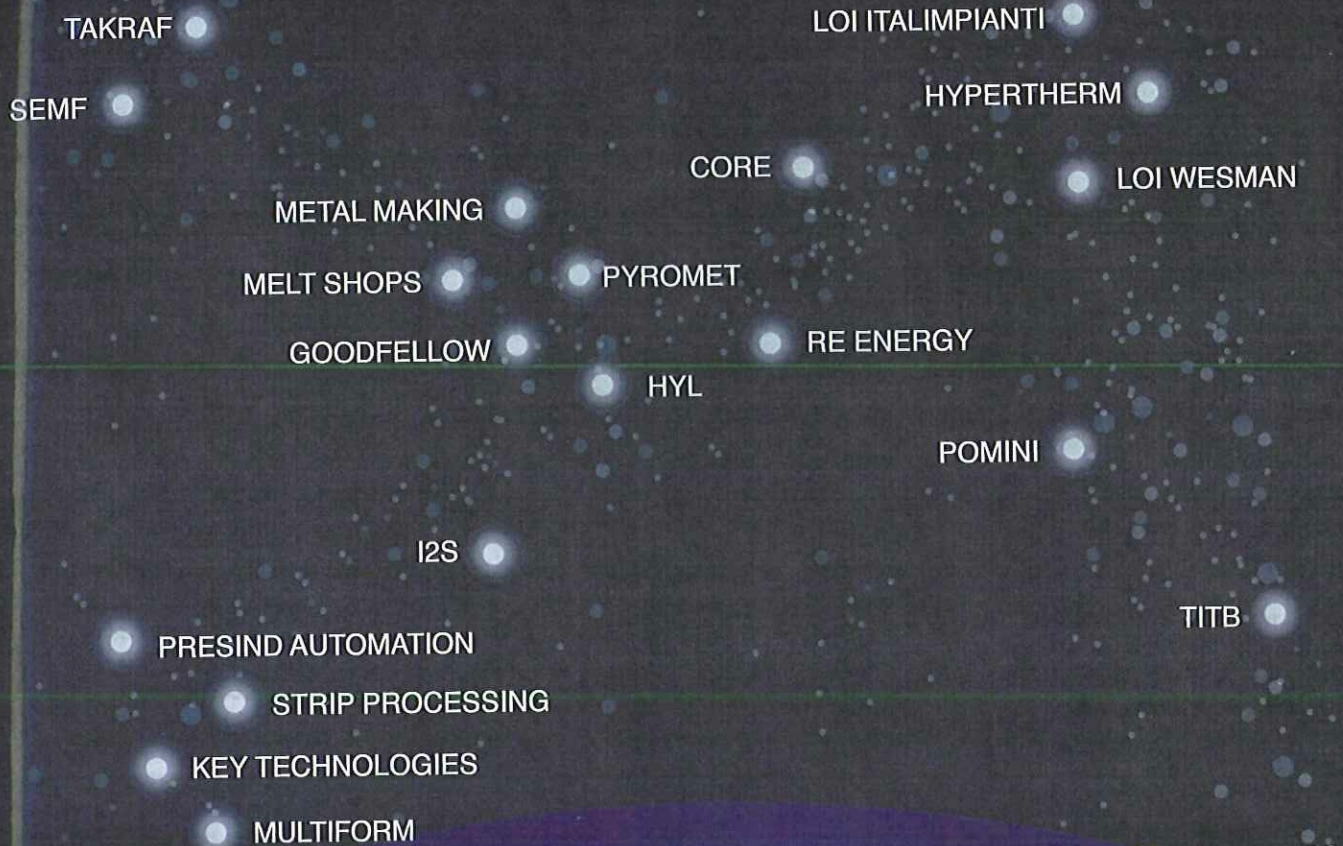 TAKRAF
LOI ITALIMPIANTI
SEMF
HYPERTHERM
CORE
LOI WESMAN
METAL MAKING
MELT SHOPS
PYROMET
GOODFELLOW
RE ENERGY
HYL
POMINI
I2S
TITB
PRESIND AUTOMATION
STRIP PROCESSING
KEY TECHNOLOGIES
MULTIFORM